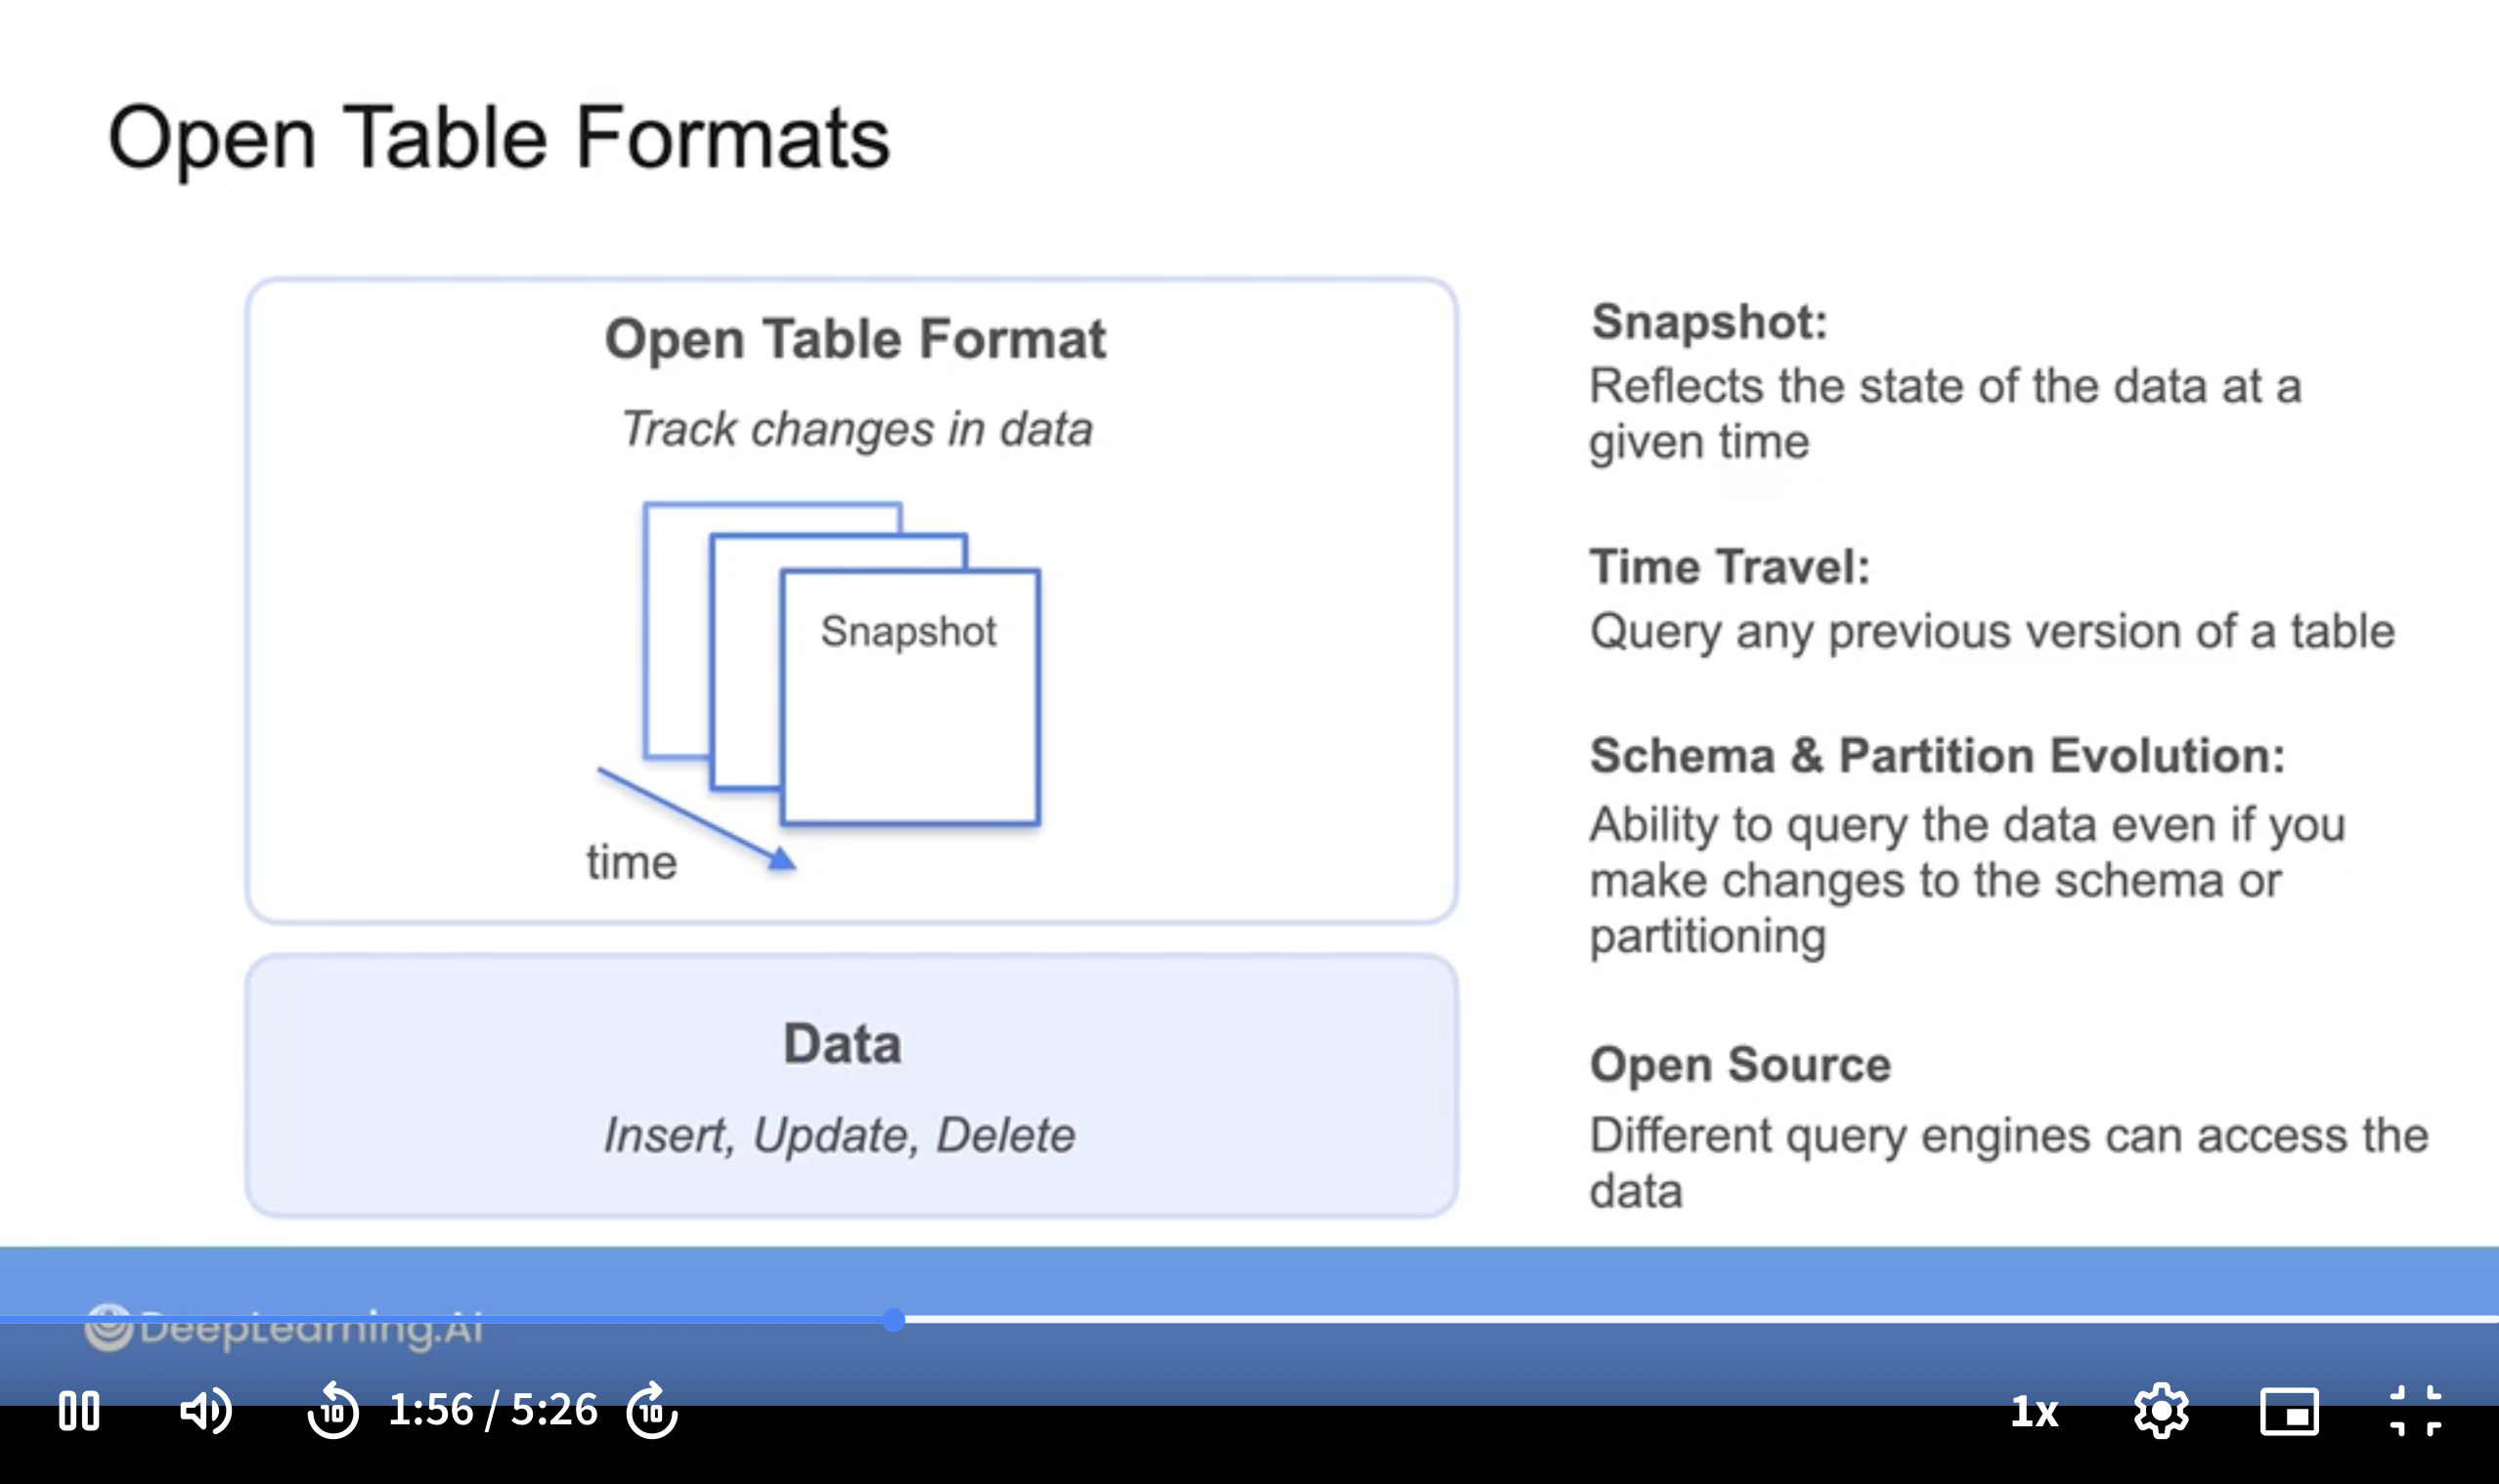 Open Table Formats
Open Table Format
Track changes in data
Snapshot
time
Data
Insert, Update, Delete
Snapshot:
Reflects the state of the data at a
given time
Time Travel:
Query any previous version of a table
Schema & Partition Evolution:
Ability to query the data even if you
make changes to the schema or
partitioning
Open Source
Different query engines can access the
data
DeepLearning.AI
10
1:56 / 5:26
10
1x